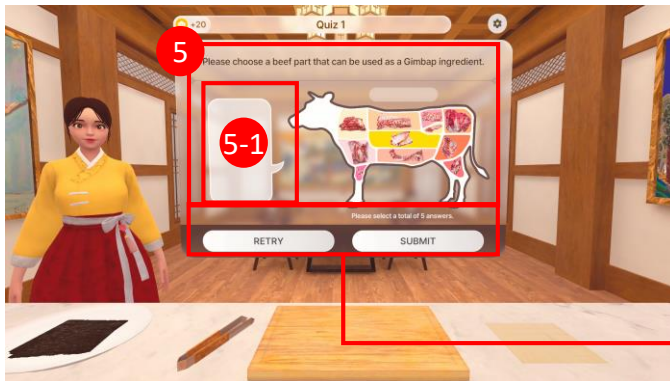 +20
Quiz 1
5
Please choose a beef part that can be used as a Gimbap ingredient.
5-1
Please select a total of 5 answers.
RETRY
SUBMIT